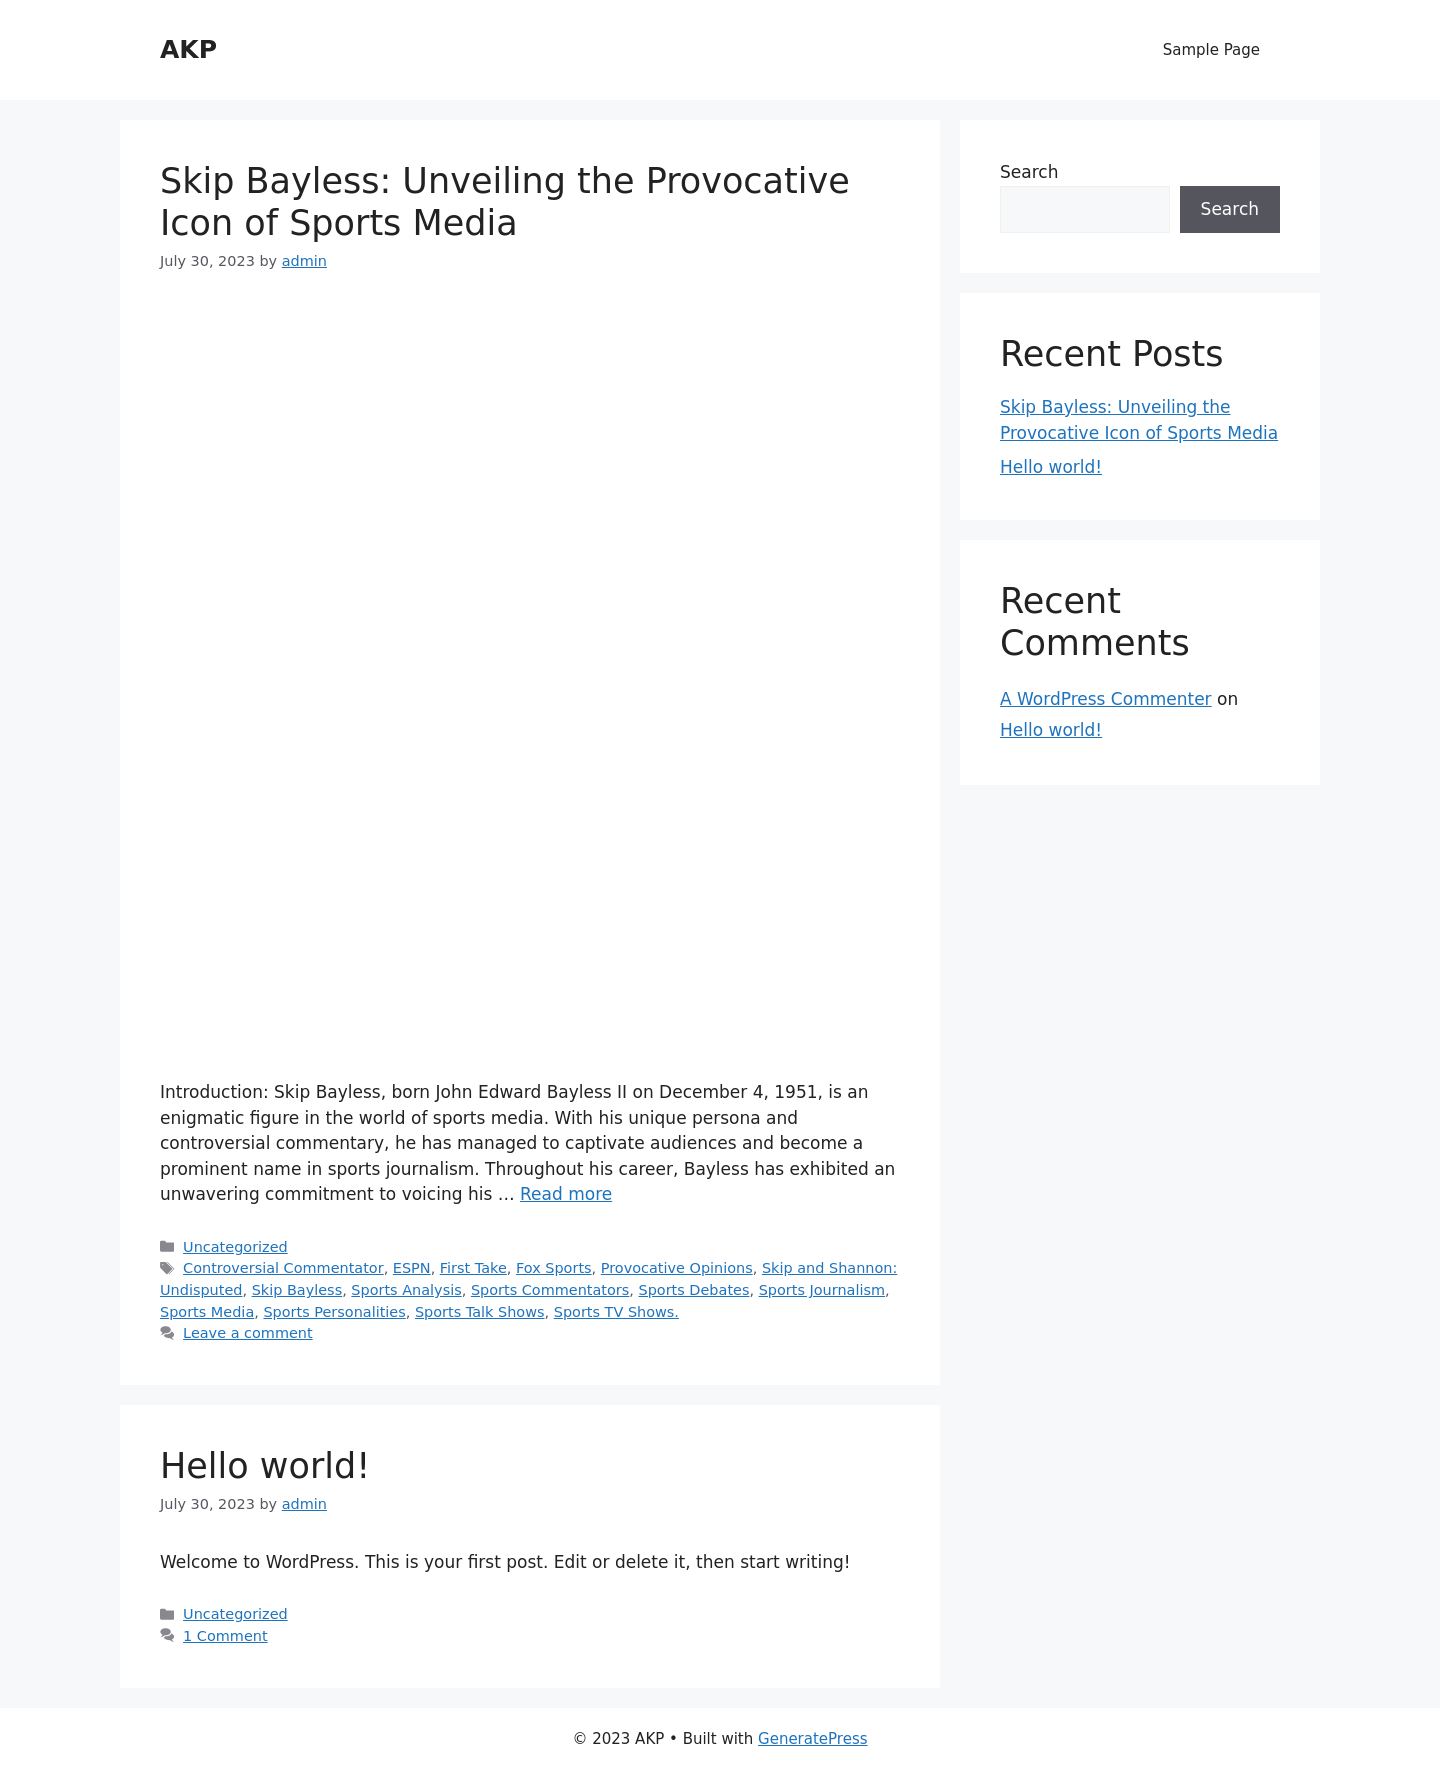 AKP
Sample Page
Skip Bayless: Unveiling the Provocative
Icon of Sports Media
July 30, 2023 by admin
Introduction: Skip Bayless, born John Edward Bayless II on December 4, 1951, is an
enigmatic figure in the world of sports media. With his unique persona and
controversial commentary, he has managed to captivate audiences and become a
prominent name in sports journalism. Throughout his career, Bayless has exhibited an
unwavering commitment to voicing his … Read more
Uncategorized
Controversial Commentator, ESPN, First Take, Fox Sports, Provocative Opinions, Skip and Shannon:
Undisputed, Skip Bayless, Sports Analysis, Sports Commentators, Sports Debates, Sports Journalism,
Sports Media, Sports Personalities, Sports Talk Shows, Sports TV Shows.
Leave a comment
Hello world!
July 30, 2023 by admin
Welcome to WordPress. This is your first post. Edit or delete it, then start writing!
Uncategorized
1 Comment
Search
Search
Recent Posts
Skip Bayless: Unveiling the
Provocative Icon of Sports Media
Hello world!
Recent
Comments
A WordPress Commenter on
Hello world!
© 2023 AKP • Built with GeneratePress